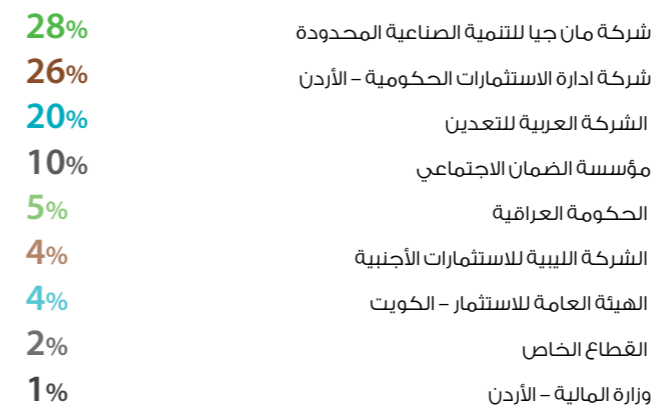 شركة مان جيا للتنمية الصناعية المحدودة 28%
شركة ادارة الاستثمارات الحكومية – الأردن 26%
الشركة العربية للتعدين 20%
مؤسسة الضمان الاجتماعي 10%
الحكومة العراقية 5%
الشركة الليبية للاستثمارات الأجنبية 4%
الهيئة العامة للاستثمار – الكويت 4%
القطاع الخاص 2%
وزارة المالية – الأردن 1%